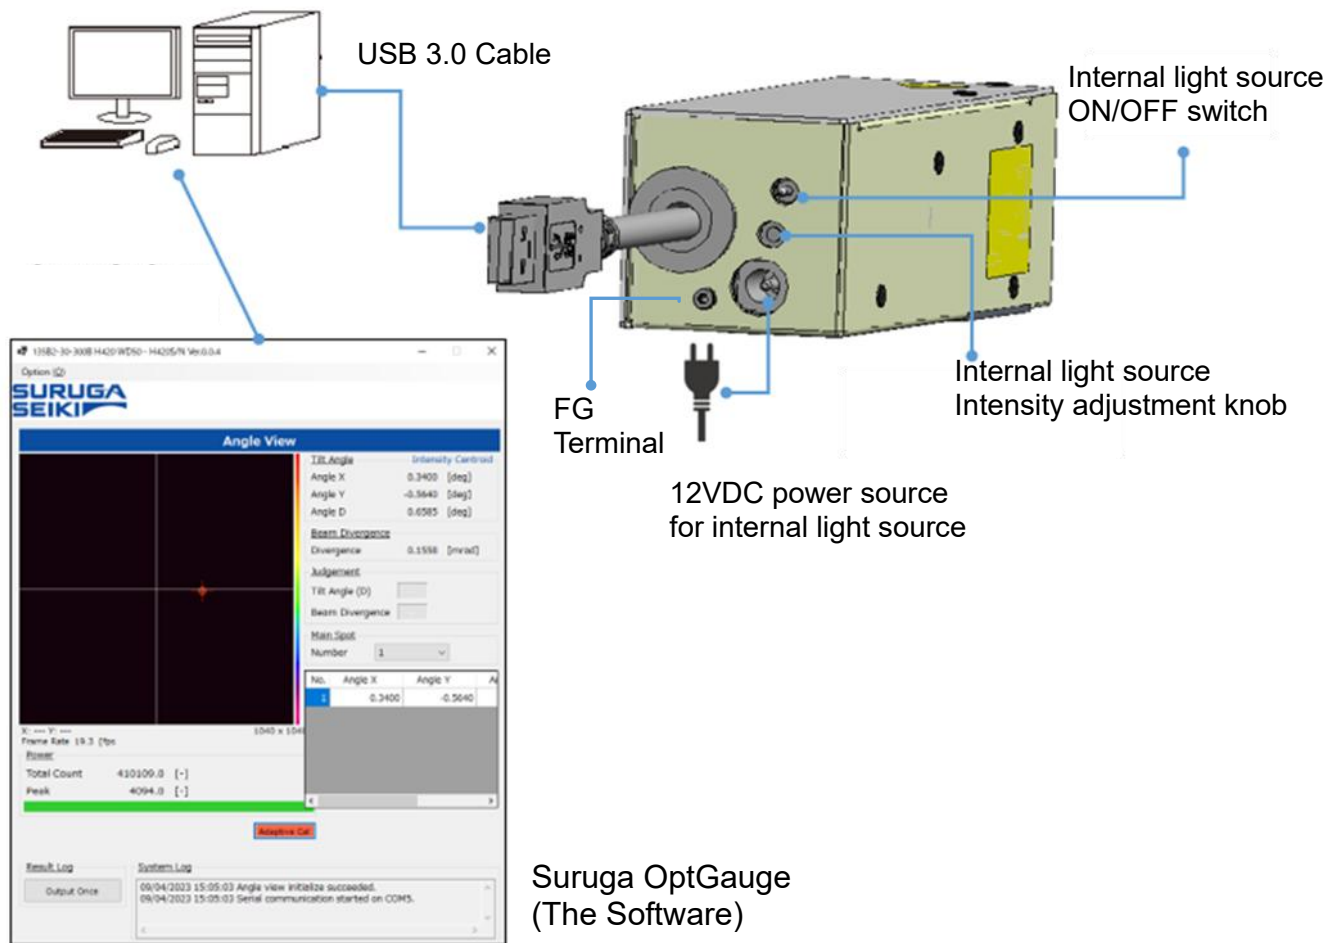 USB 3.0 Cable
Internal light source
ON/OFF switch
Internal light source
Intensity adjustment knob
FG
Terminal
12VDC power source
for internal light source
Option (O)
SURUGA
SEIKI
Angle View
Tilt Angle Intensity Centroid
Angle X 0.3400 [deg]
Angle Y -0.5640 [deg]
Angle D 0.6585 [deg]
Beam Divergence
Divergence 0.1558 [mrad]
Judgement
Tilt Angle (D)
Beam Divergence
Main Spot
Number 1
No. Angle X Angle Y
1 0.3400 -0.5640
X: --- Y: ---
Frame Rate 19.3 [fps
Power
Total Count 410109.0 [-]
Peak 4094.0 [-]
Adaptive Cal
Result Log
Output Once
System Log
09/04/2023 15:05:03 Angle view initialize succeeded.
09/04/2023 15:05:03 Serial communication started on COM5.
Suruga OptGauge
(The Software)